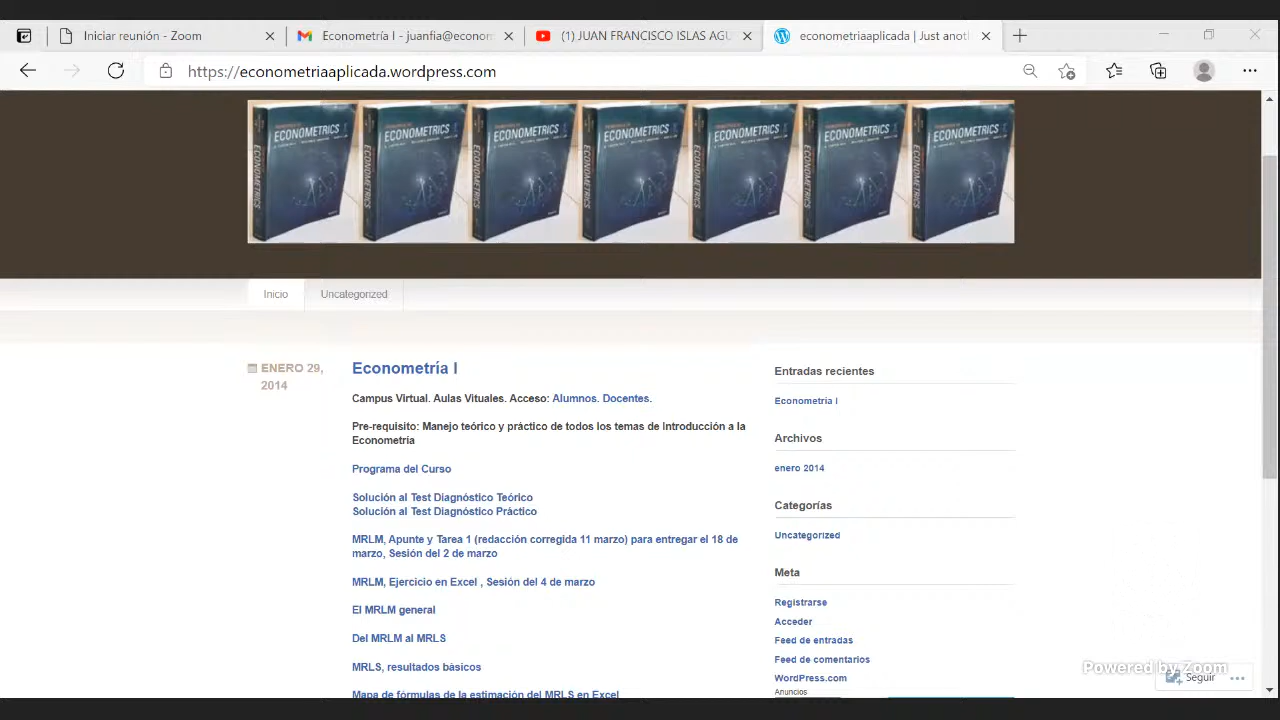 Iniciar reunión - Zoom
Econometría I - juanfia@econom
(1) JUAN FRANCISCO ISLAS AGU
econometriaaplicada | Just anot
https://econometriaaplicada.wordpress.com
ECONOMETRICS ECONOMETRICS ECONOMETRICS ECONOMETRICS ECONOMETRICS ECONOMETRICS ECONOMETRICS
Inicio
Uncategorized
ENERO 29,
2014
Econometría I
Campus Virtual. Aulas Vituales. Acceso: Alumnos. Docentes.
Pre-requisito: Manejo teórico y práctico de todos los temas de Introducción a la
Econometría
Programa del Curso
Solución al Test Diagnóstico Teórico
Solución al Test Diagnóstico Práctico
MRLM, Apunte y Tarea 1 (redacción corregida 11 marzo) para entregar el 18 de
marzo, Sesión del 2 de marzo
MRLM, Ejercicio en Excel , Sesión del 4 de marzo
El MRLM general
Del MRLM al MRLS
MRLS, resultados básicos
Mapa de fórmulas de la estimación del MRLS en Excel
Entradas recientes
Econometría I
Archivos
enero 2014
Categorías
Uncategorized
Meta
Registrarse
Acceder
Feed de entradas
Feed de comentarios
WordPress.com
Anuncios
Powered by Zoom
Seguir